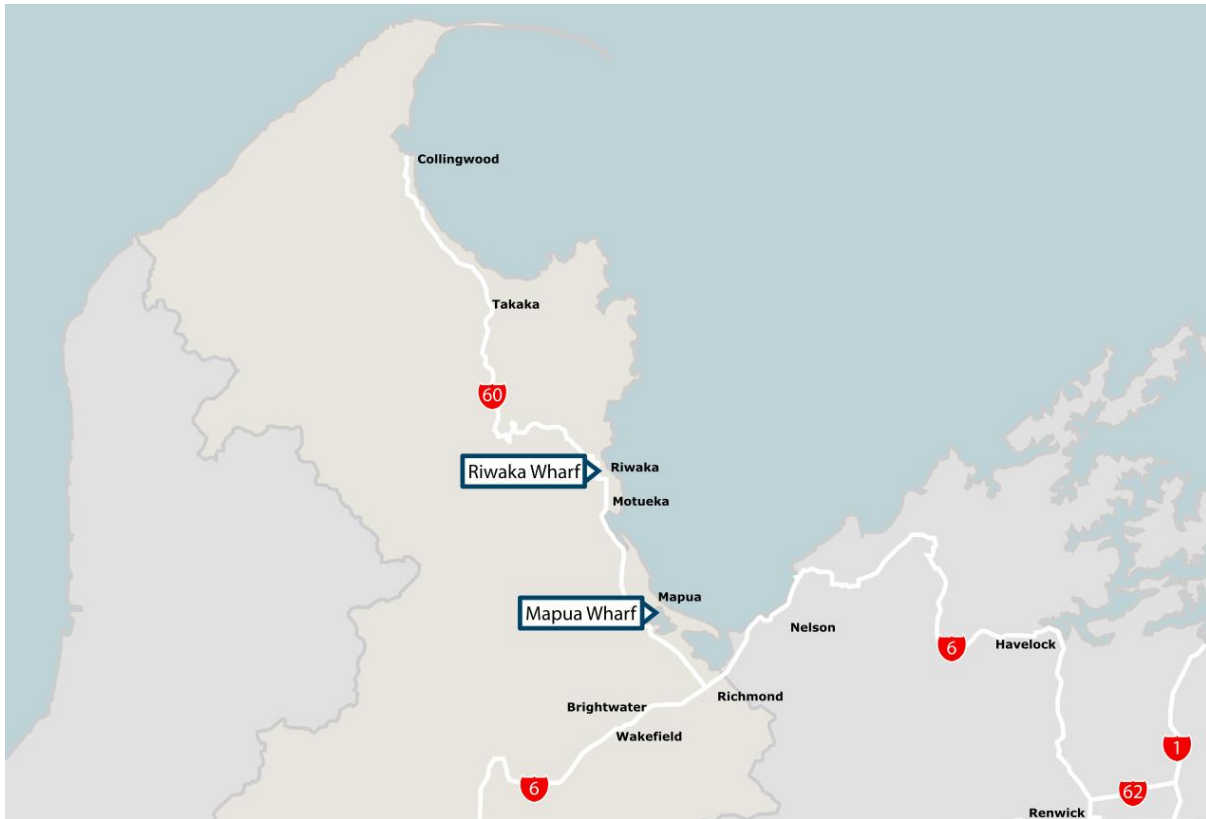 Collingwood
Takaka
60
Riwaka Wharf
Riwaka
Motueka
Mapua
Mapua Wharf
Nelson
6
Havelock
Richmond
Brightwater
Wakefield
1
6
62
Renwick